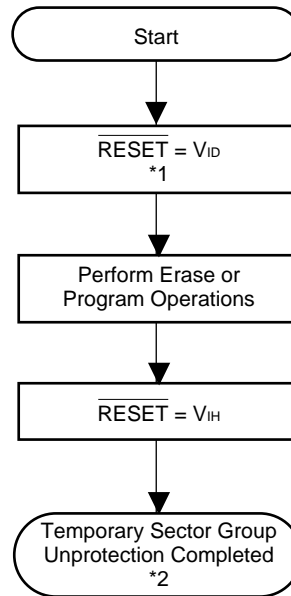 Start
RESET = VID
*1
Perform Erase or
Program Operations
RESET = VIH
Temporary Sector Group
Unprotection Completed
*2